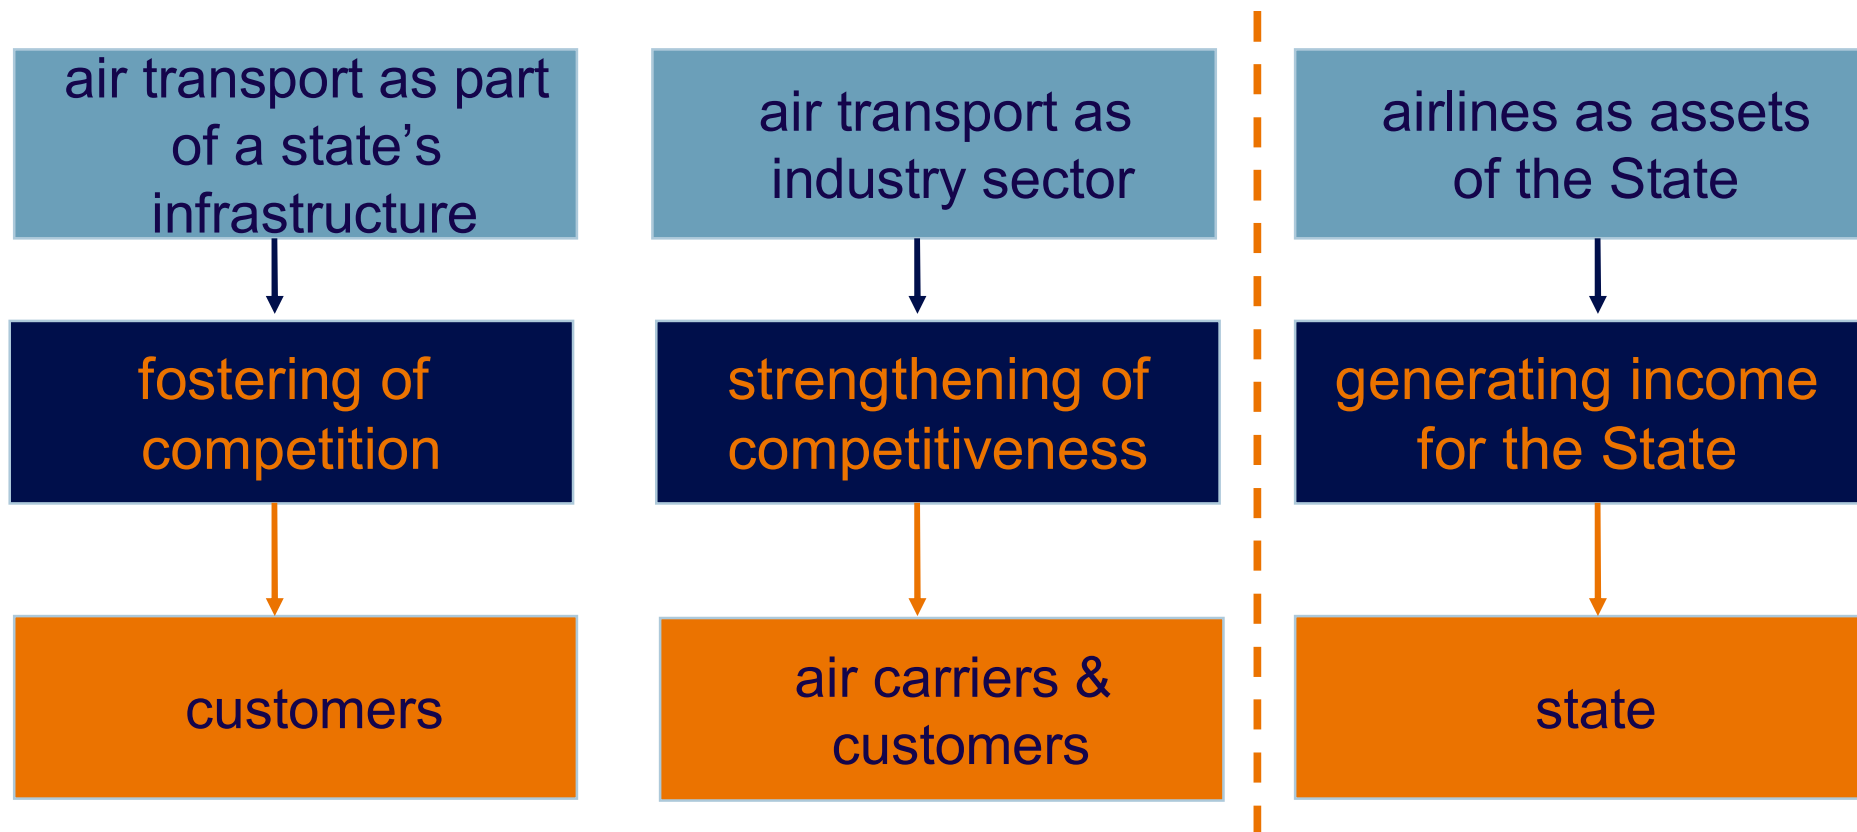 air transport as part
of a state’s
infrastructure
air transport as
industry sector
airlines as assets
of the State
fostering of
competition
strengthening of
competitiveness
generating income
for the State
customers
air carriers &
customers
state